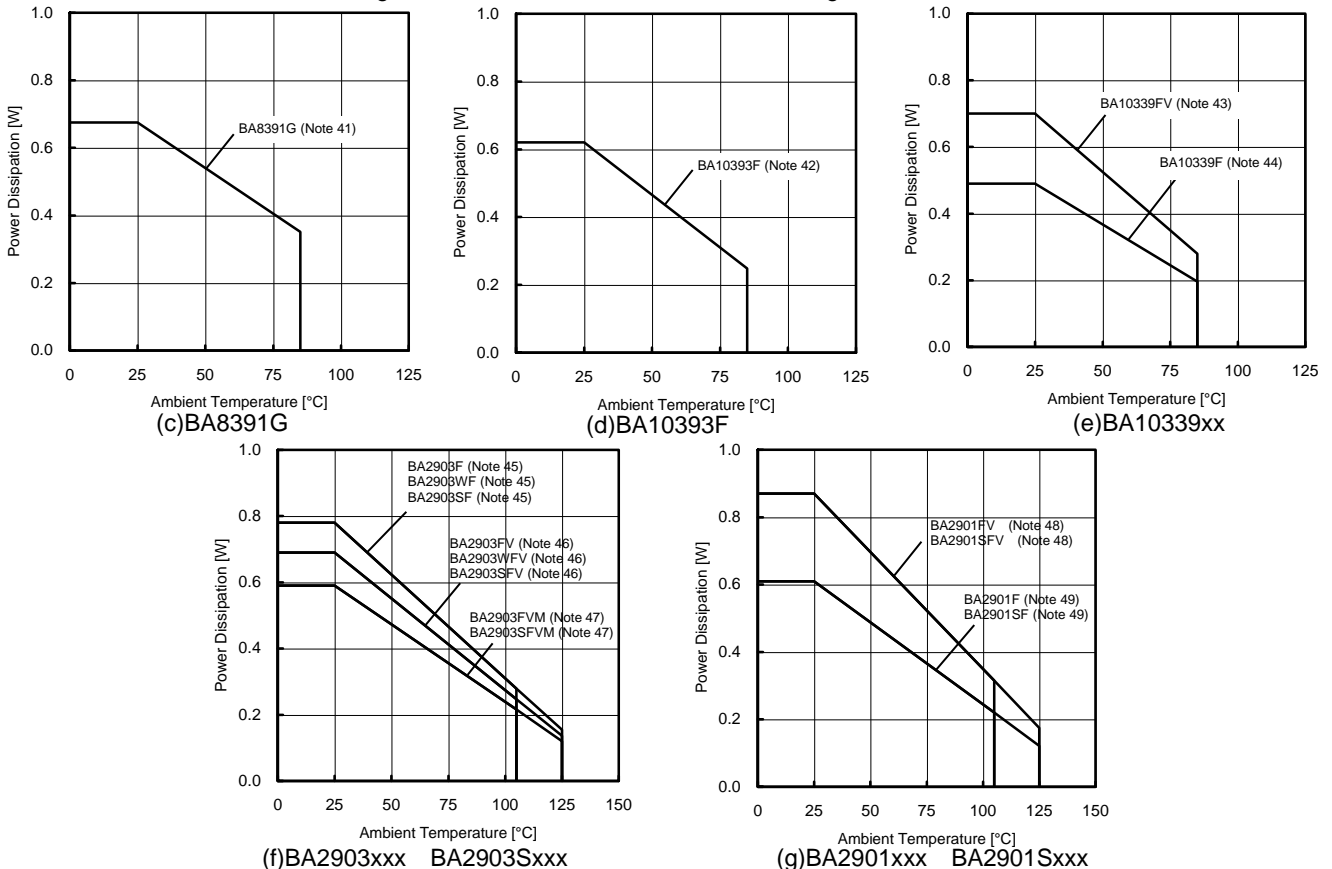 1.0
0.8
0.6
0.4
0.2
0.0
Power Dissipation [W]
BA8391G (Note 41)
0 25 50 75 100 125
Ambient Temperature [°C]
(c)BA8391G
1.0
0.8
0.6
0.4
0.2
0.0
Power Dissipation [W]
BA10393F (Note 42)
0 25 50 75 100 125
Ambient Temperature [°C]
(d)BA10393F
1.0
0.8
0.6
0.4
0.2
0.0
Power Dissipation [W]
BA10339FV (Note 43)
BA10339F (Note 44)
0 25 50 75 100 125
Ambient Temperature [°C]
(e)BA10339xx
1.0
0.8
0.6
0.4
0.2
0.0
Power Dissipation [W]
BA2903F (Note 45)
BA2903WF (Note 45)
BA2903SF (Note 45)
BA2903FV (Note 46)
BA2903WFV (Note 46)
BA2903SFV (Note 46)
BA2903FVM (Note 47)
BA2903SFVM (Note 47)
0 25 50 75 100 125 150
Ambient Temperature [°C]
(f)BA2903xxx BA2903Sxxx
1.0
0.8
0.6
0.4
0.2
0.0
Power Dissipation [W]
BA2901FV (Note 48)
BA2901SFV (Note 48)
BA2901F (Note 49)
BA2901SF (Note 49)
0 25 50 75 100 125 150
Ambient Temperature [°C]
(g)BA2901xxx BA2901Sxxx